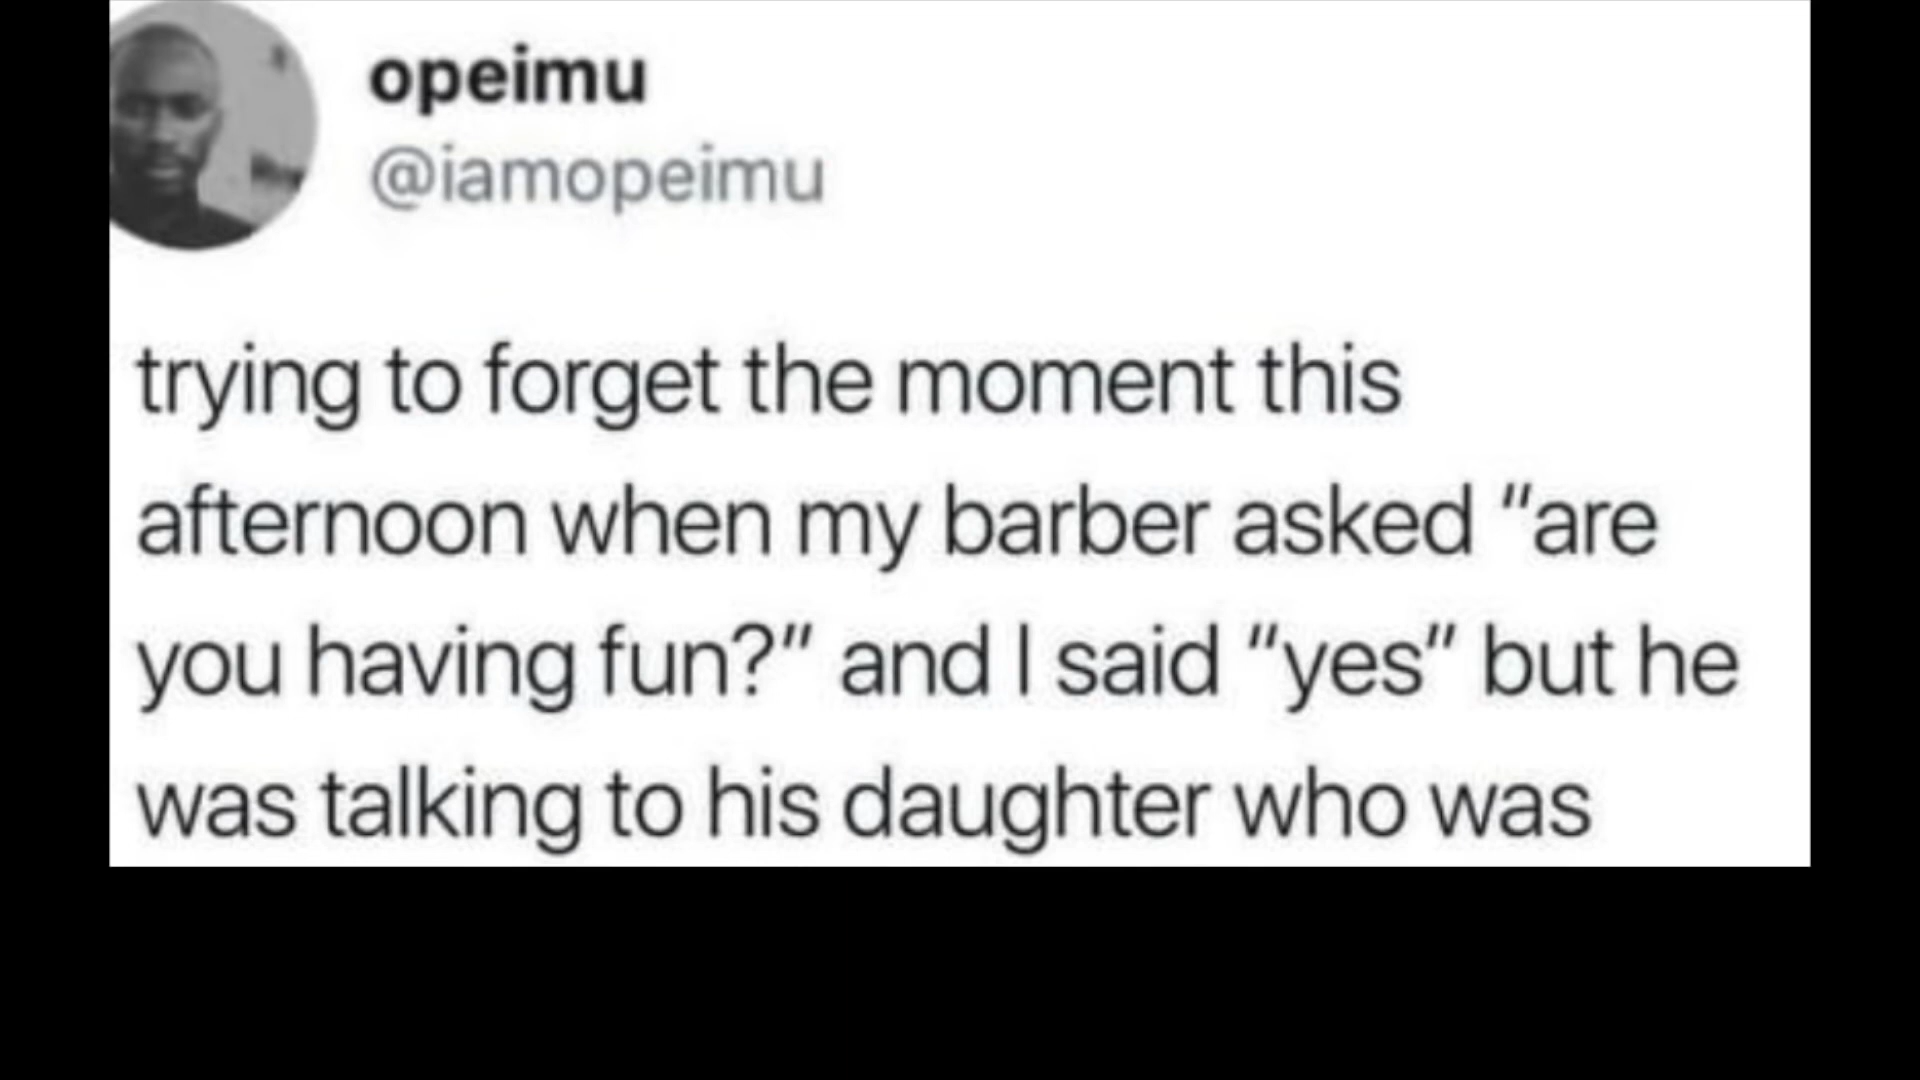 opeimu
@iamopeimu
trying to forget the moment this
afternoon when my barber asked "are
you having fun?" and I said "yes" but he
was talking to his daughter who was